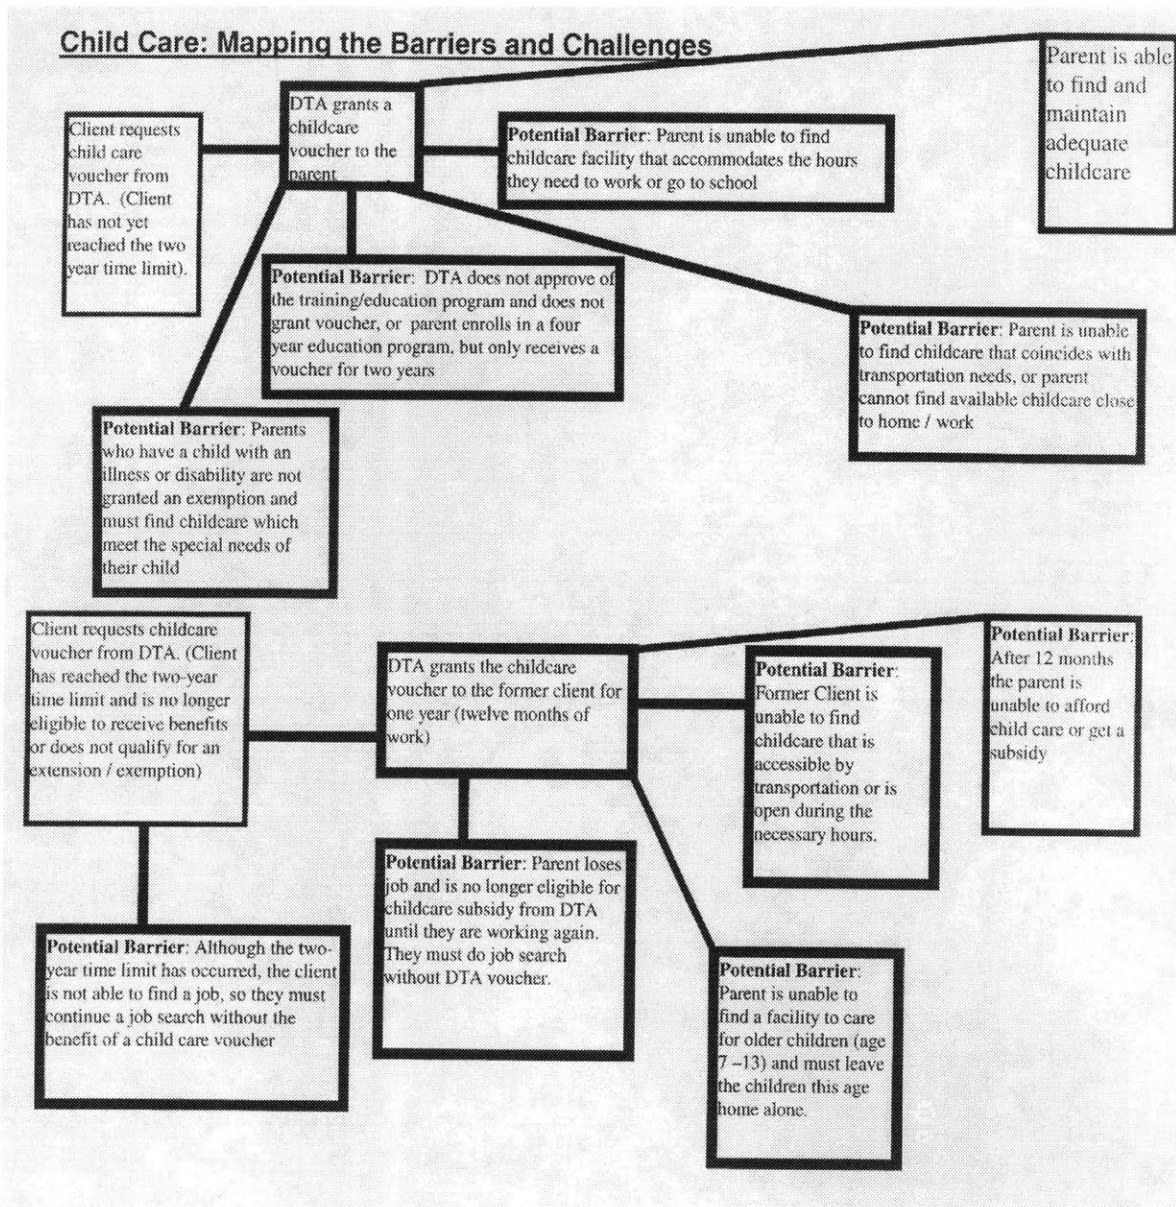 Child Care: Mapping the Barriers and Challenges
Client requests
child care
voucher from
DTA. (Client
has not yet
reached the two
year time limit).
DTA grants a
childcare
voucher to the
parent
Potential Barrier: Parent is unable to find
childcare facility that accommodates the hours
they need to work or go to school
Parent is able
to find and
maintain
adequate
childcare
Potential Barrier: DTA does not approve of
the training/education program and does not
grant voucher, or parent enrolls in a four
year education program, but only receives a
voucher for two years
Potential Barrier: Parent is unable
to find childcare that coincides with
transportation needs, or parent
cannot find available childcare close
to home / work
Potential Barrier: Parents
who have a child with an
illness or disability are not
granted an exemption and
must find childcare which
meet the special needs of
their child
Client requests childcare
voucher from DTA. (Client
has reached the two-year
time limit and is no longer
eligible to receive benefits
or does not qualify for an
extension / exemption)
DTA grants the childcare
voucher to the former client for
one year (twelve months of
work)
Potential Barrier:
Former Client is
unable to find
childcare that is
accessible by
transportation or is
open during the
necessary hours.
Potential Barrier:
After 12 months
the parent is
unable to afford
child care or get a
subsidy
Potential Barrier: Parent loses
job and is no longer eligible for
childcare subsidy from DTA
until they are working again.
They must do job search
without DTA voucher.
Potential Barrier: Although the two-
year time limit has occurred, the client
is not able to find a job, so they must
continue a job search without the
benefit of a child care voucher
Potential Barrier:
Parent is unable to
find a facility to care
for older children (age
7 –13) and must leave
the children this age
home alone.